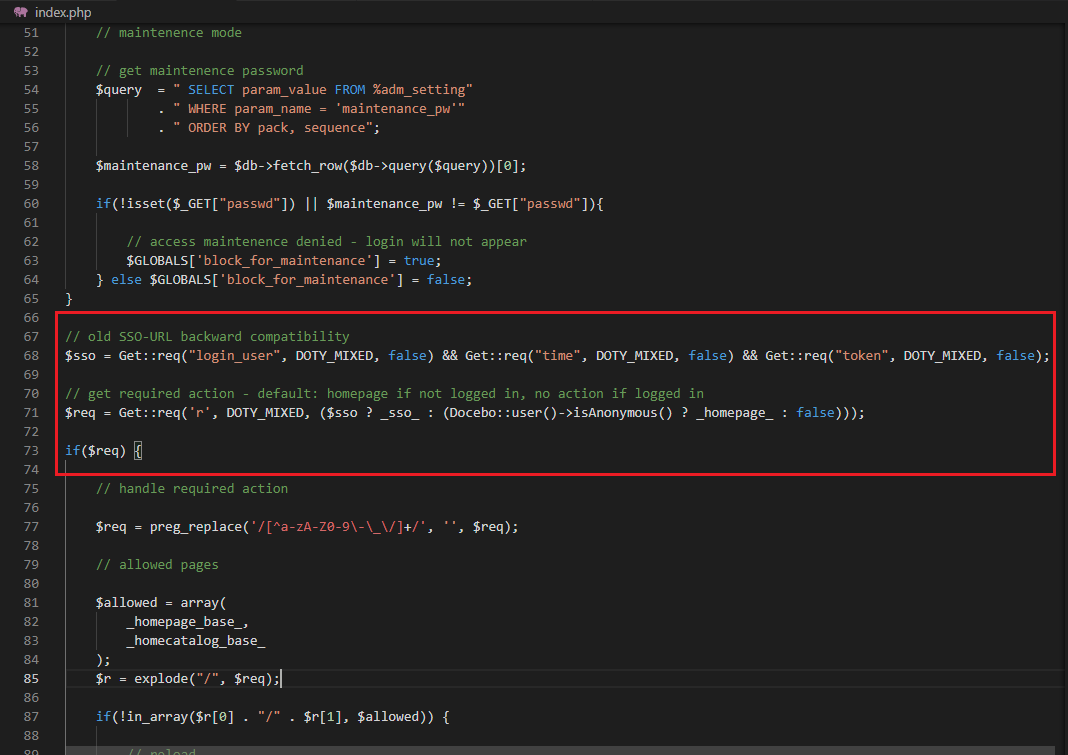 index.php
51 // maintenence mode
52
53 // get maintenence password
54 $query = " SELECT param_value FROM %adm_setting"
55 . " WHERE param_name = 'maintenance_pw'"
56 . " ORDER BY pack, sequence";
57
58 $maintenance_pw = $db->fetch_row($db->query($query))[0];
59
60 if(!isset($_GET["passwd"]) || $maintenance_pw != $_GET["passwd"]){
61
62 // access maintenence denied - login will not appear
63 $GLOBALS['block_for_maintenance'] = true;
64 } else $GLOBALS['block_for_maintenance'] = false;
65 }
66
67 // old SSO-URL backward compatibility
68 $sso = Get::req("login_user", DOTY_MIXED, false) && Get::req("time", DOTY_MIXED, false) && Get::req("token", DOTY_MIXED, false);
69
70 // get required action - default: homepage if not logged in, no action if logged in
71 $req = Get::req('r', DOTY_MIXED, ($sso ? _sso_ : (Docebo::user()->isAnonymous() ? _homepage_ : false)));
72
73 if($req) {
74
75 // handle required action
76
77 $req = preg_replace('/[^a-zA-Z0-9\-\_\/]+/', '', $req);
78
79 // allowed pages
80
81 $allowed = array(
82 _homepage_base_,
83 _homecatalog_base_
84 );
85 $r = explode("/", $req);
86
87 if(!in_array($r[0] . "/" . $r[1], $allowed)) {
88
89 // reload